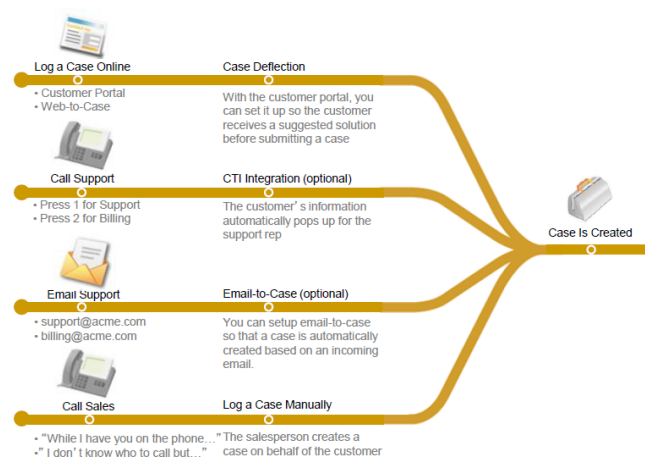 Log a Case Online
• Customer Portal
• Web-to-Case
Case Deflection
With the customer portal, you
can set it up so the customer
receives a suggested solution
before submitting a case
Call Support
• Press 1 for Support
• Press 2 for Billing
CTI Integration (optional)
The customer's information
automatically pops up for the
support rep
Email Support
• support@acme.com
• billing@acme.com
Email-to-Case (optional)
You can setup email-to-case
so that a case is automatically
created based on an incoming
email.
Call Sales
• "While I have you on the phone..."
• " I don't know who to call but..."
Log a Case Manually
The salesperson creates a
case on behalf of the customer
Case Is Created